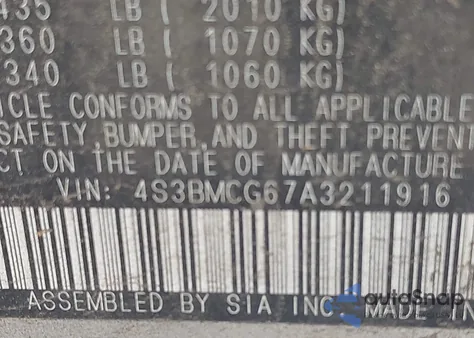 435 LB ( 2010 KG)
360 LB ( 1070 KG)
340 LB ( 1060 KG)
ICLE CONFORMS TO ALL APPLICABLE
SAFETY, BUMPER, AND THEFT PREVENT
CT ON THE DATE OF MANUFACTURE
VIN: 4S3BMCG67A3211916
ASSEMBLED BY SIA INC. MADE IN
autoSnap